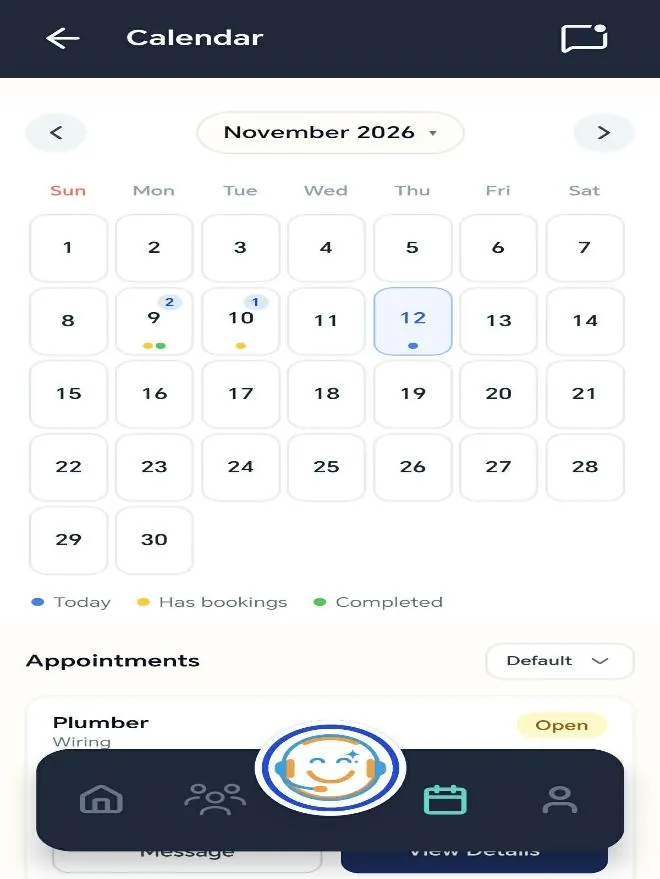 Calendar
November 2026
Sun Mon Tue Wed Thu Fri Sat
1 2 3 4 5 6 7
2 1
8 9 10 11 12 13 14
15 16 17 18 19 20 21
22 23 24 25 26 27 28
29 30
Today Has bookings Completed
Appointments Default
Plumber Open
Wiring
Message View Details